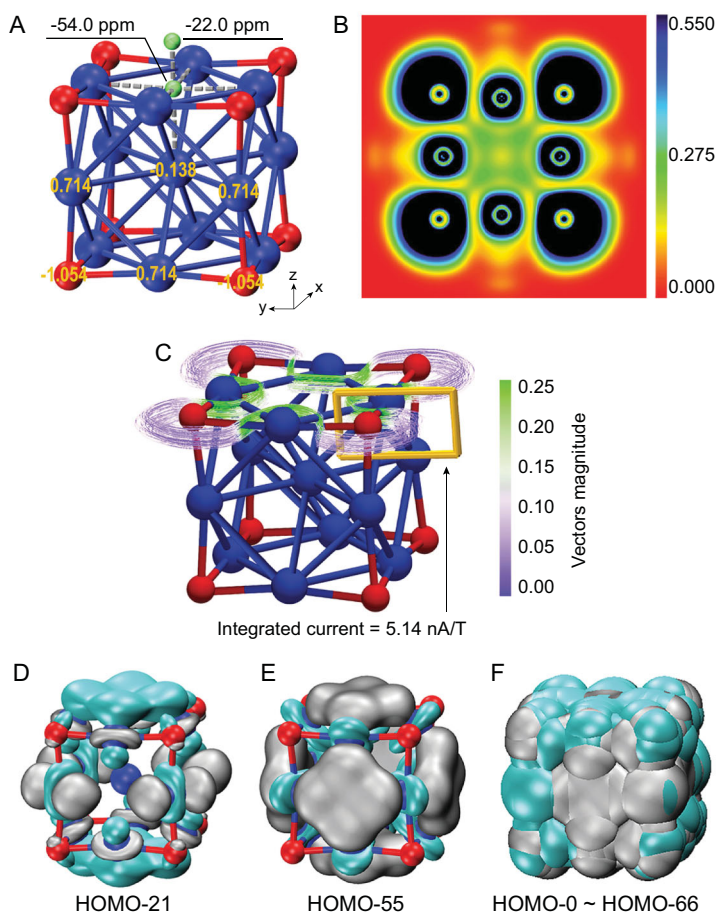 A
-54.0 ppm
-22.0 ppm
-0.138
0.714
0.714
-1.054
0.714
-1.054
z
x
y
B
0.550
0.275
0.000
C
0.25
0.20
0.15
0.10
0.05
0.00
Vectors magnitude
Integrated current = 5.14 nA/T
D
E
F
HOMO-21
HOMO-55
HOMO-0 ~ HOMO-66